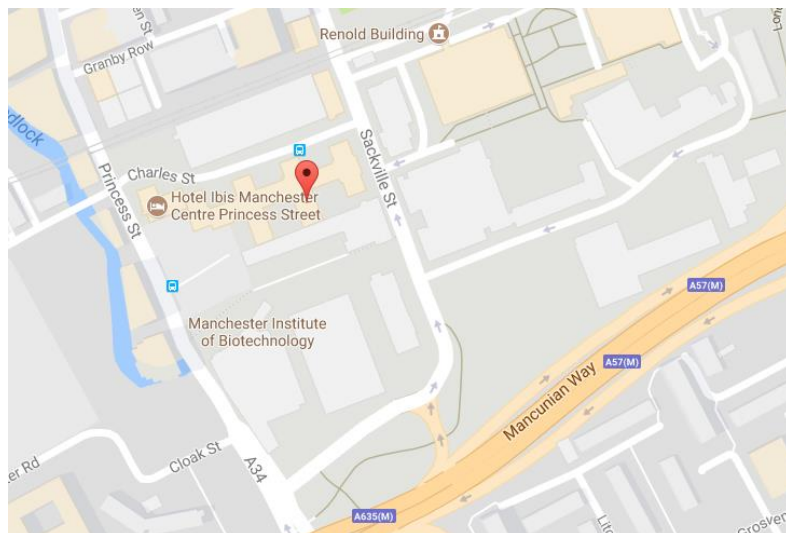 Renold Building
Granby Row
Charles St
Sackville St
Princess St
Hotel Ibis Manchester
Centre Princess Street
Manchester Institute
of Biotechnology
A57(M)
A57(M)
Mancunian Way
Cloak St
A34
A635(M)